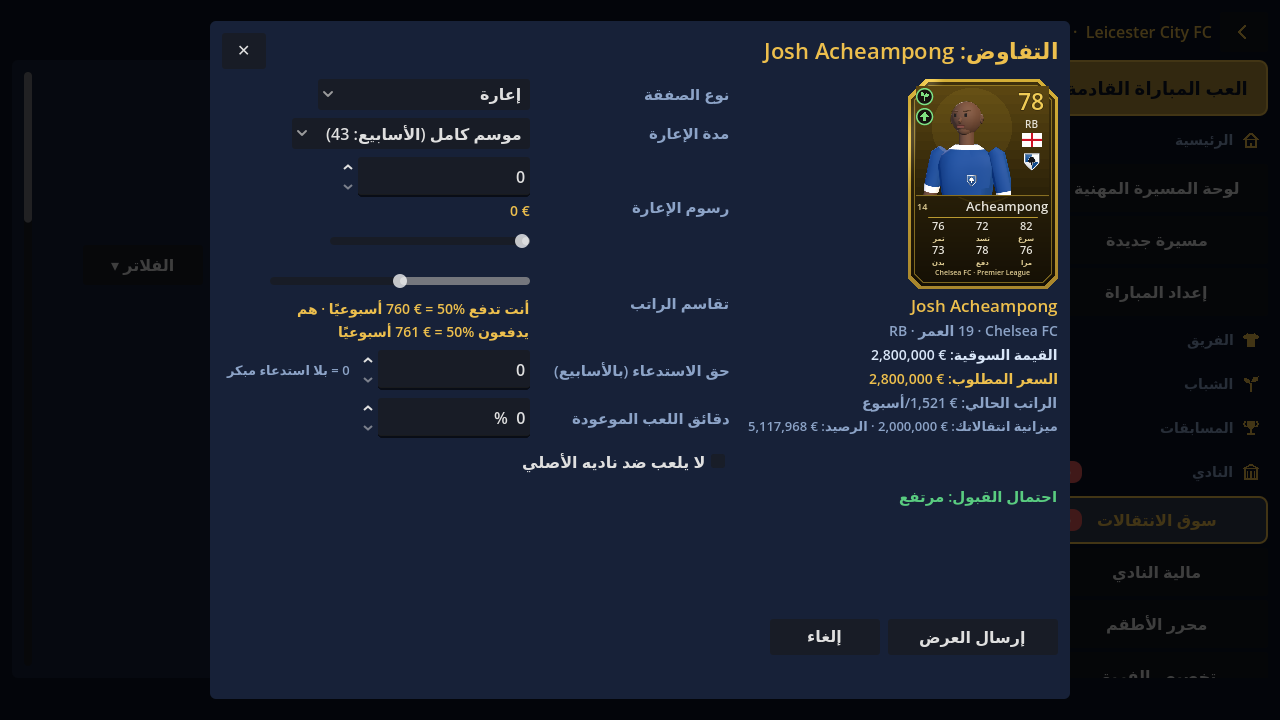 Leicester City FC ·
العب المباراة القادمة
الرئيسية
لوحة المسيرة المهنية
مسيرة جديدة
إعداد المباراة
الفريق
الشباب
المسابقات
النادي
سوق الانتقالات
مالية النادي
محرر الأطقم
الفلاتر ▾
التفاوض: Josh Acheampong
×
78
RB
14
Acheampong
82
72
76
سرع
تسد
تمر
76
78
73
مرا
دفع
بدن
Chelsea FC · Premier League
Josh Acheampong
RB · العمر 19 · Chelsea FC
القيمة السوقية: € 2,800,000
السعر المطلوب: € 2,800,000
الراتب الحالي: € 1,521/أسبوع
ميزانية انتقالاتك: € 2,000,000 · الرصيد: € 5,117,968
احتمال القبول: مرتفع
نوع الصفقة
إعارة
مدة الإعارة
موسم كامل (الأسابيع: 43)
رسوم الإعارة
0
0 €
تقاسم الراتب
أنت تدفع 50% = € 760 أسبوعيًا · هم
يدفعون 50% = € 761 أسبوعيًا
حق الاستدعاء (بالأسابيع)
0
0 = بلا استدعاء مبكر
دقائق اللعب الموعودة
0 %
لا يلعب ضد ناديه الأصلي
إرسال العرض
إلغاء